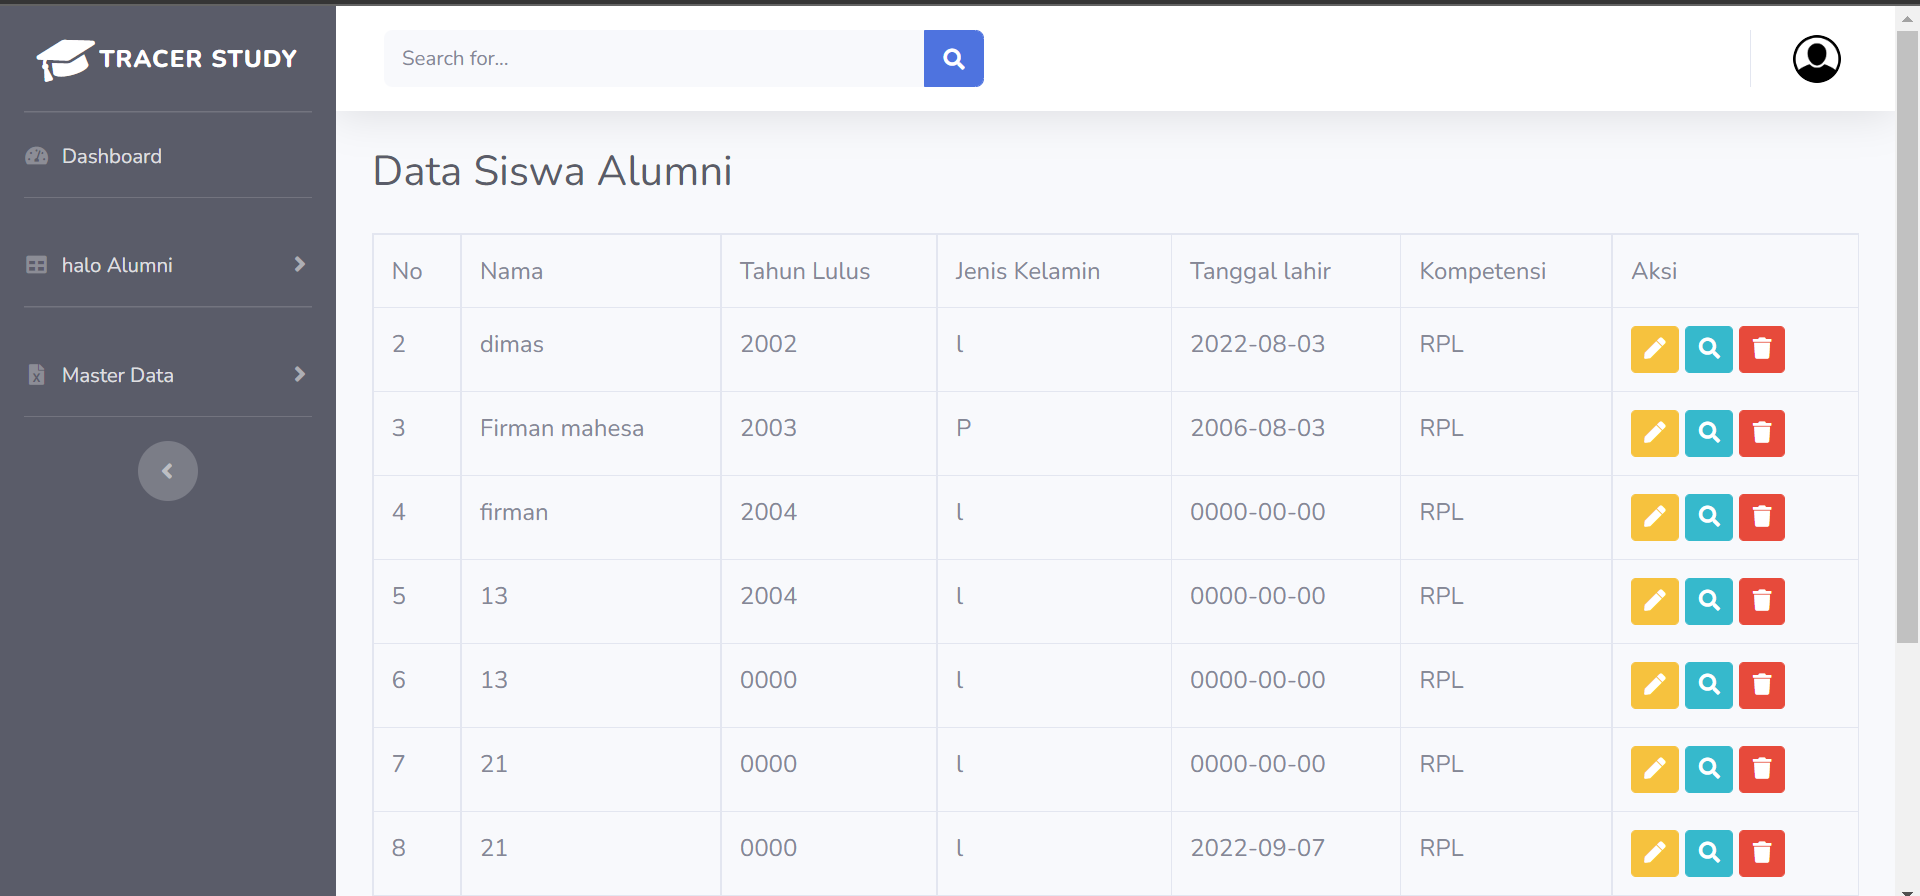 TRACER STUDY
Search for...
Dashboard
halo Alumni
Master Data
Data Siswa Alumni
No Nama Tahun Lulus Jenis Kelamin Tanggal lahir Kompetensi Aksi
2 dimas 2002 l 2022-08-03 RPL
3 Firman mahesa 2003 P 2006-08-03 RPL
4 firman 2004 l 0000-00-00 RPL
5 13 2004 l 0000-00-00 RPL
6 13 0000 l 0000-00-00 RPL
7 21 0000 l 0000-00-00 RPL
8 21 0000 l 2022-09-07 RPL